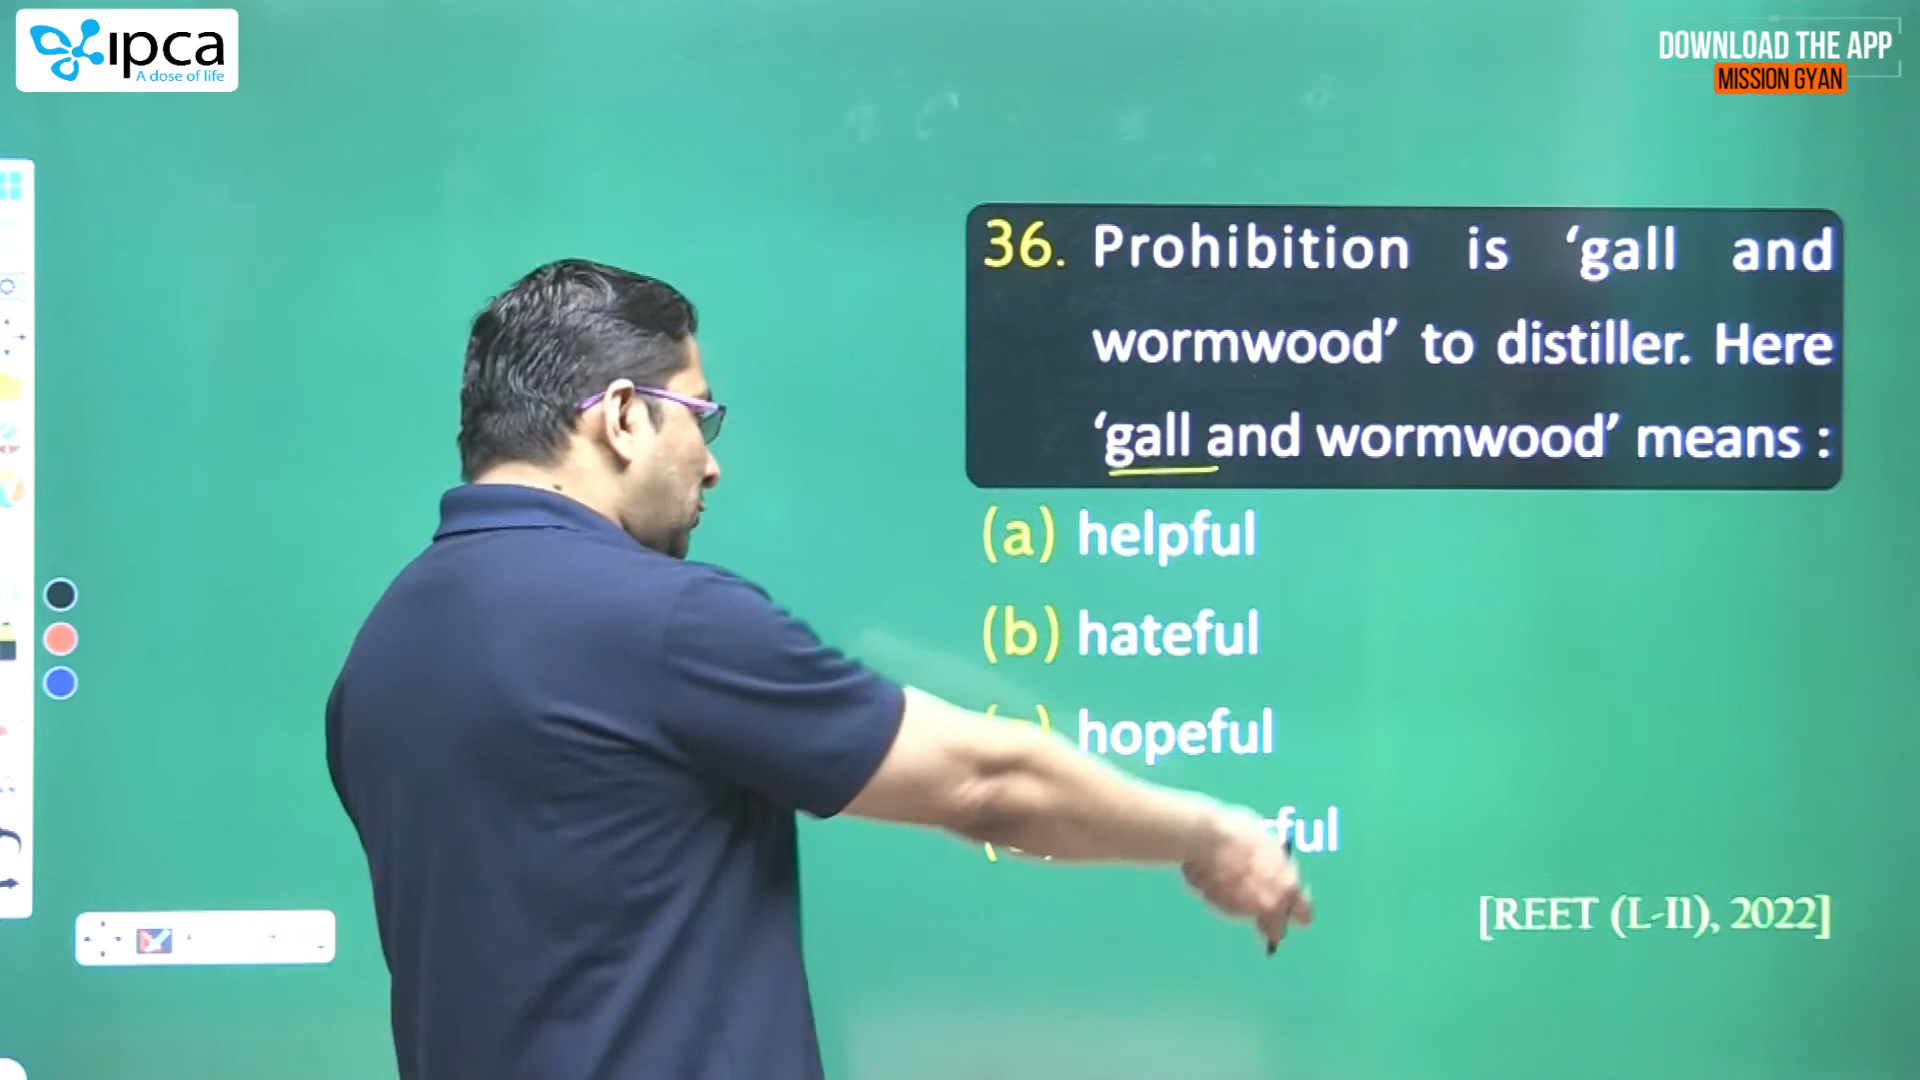 ipca
A dose of life
DOWNLOAD THE APP
MISSION GYAN
36. Prohibition is ‘gall and
wormwood’ to distiller. Here
‘gall and wormwood’ means :
(a) helpful
(b) hateful
hopeful
[REET (L-II), 2022]